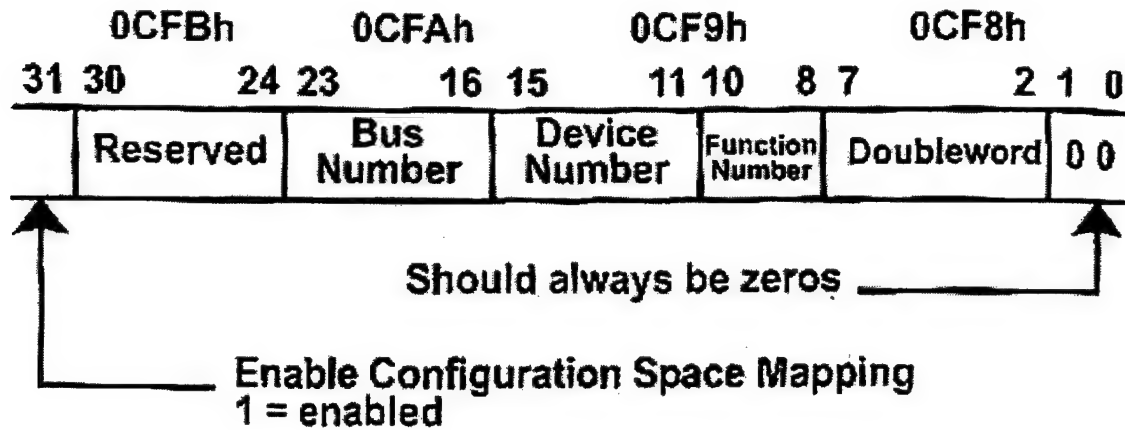 0CFBh 0CFAh 0CF9h 0CF8h
31 30 24 23 16 15 11 10 8 7 2 1 0
Reserved Bus Number Device Number Function Number Doubleword 0 0
Should always be zeros
Enable Configuration Space Mapping
1 = enabled